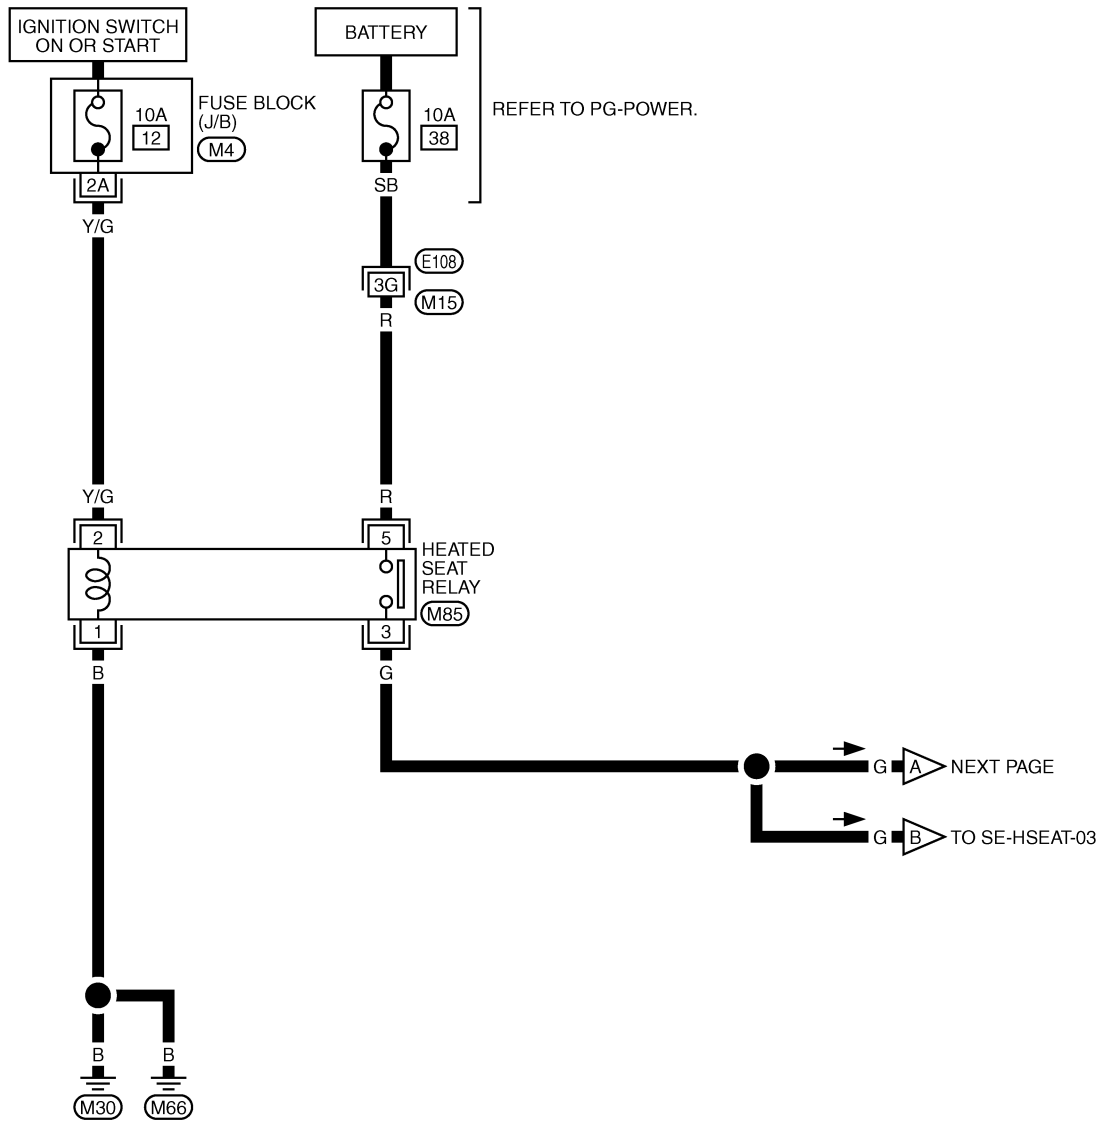 IGNITION SWITCH
ON OR START
BATTERY
10A
12
FUSE BLOCK
(J/B)
M4
10A
38
REFER TO PG-POWER.
2A
SB
Y/G
E108
3G
M15
R
Y/G
R
2
5
HEATED
SEAT
RELAY
M85
1
3
B
G
G
A
NEXT PAGE
G
B
TO SE-HSEAT-03
B
B
M30
M66